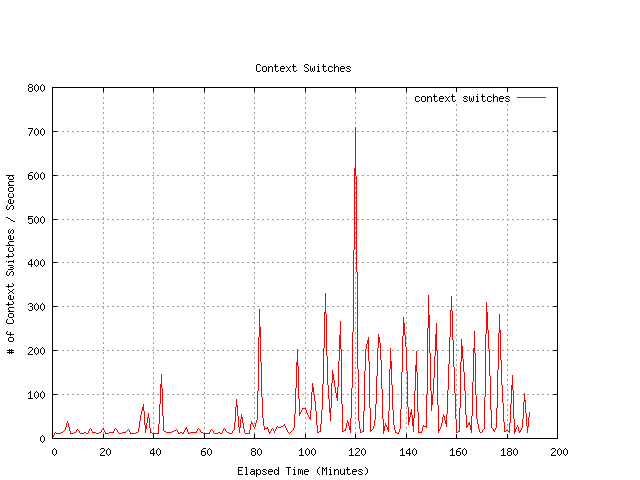 Context Switches
800
700
600
500
400
300
200
100
0
context switches
# of Context Switches / Second
0 20 40 60 80 100 120 140 160 180 200
Elapsed Time (Minutes)